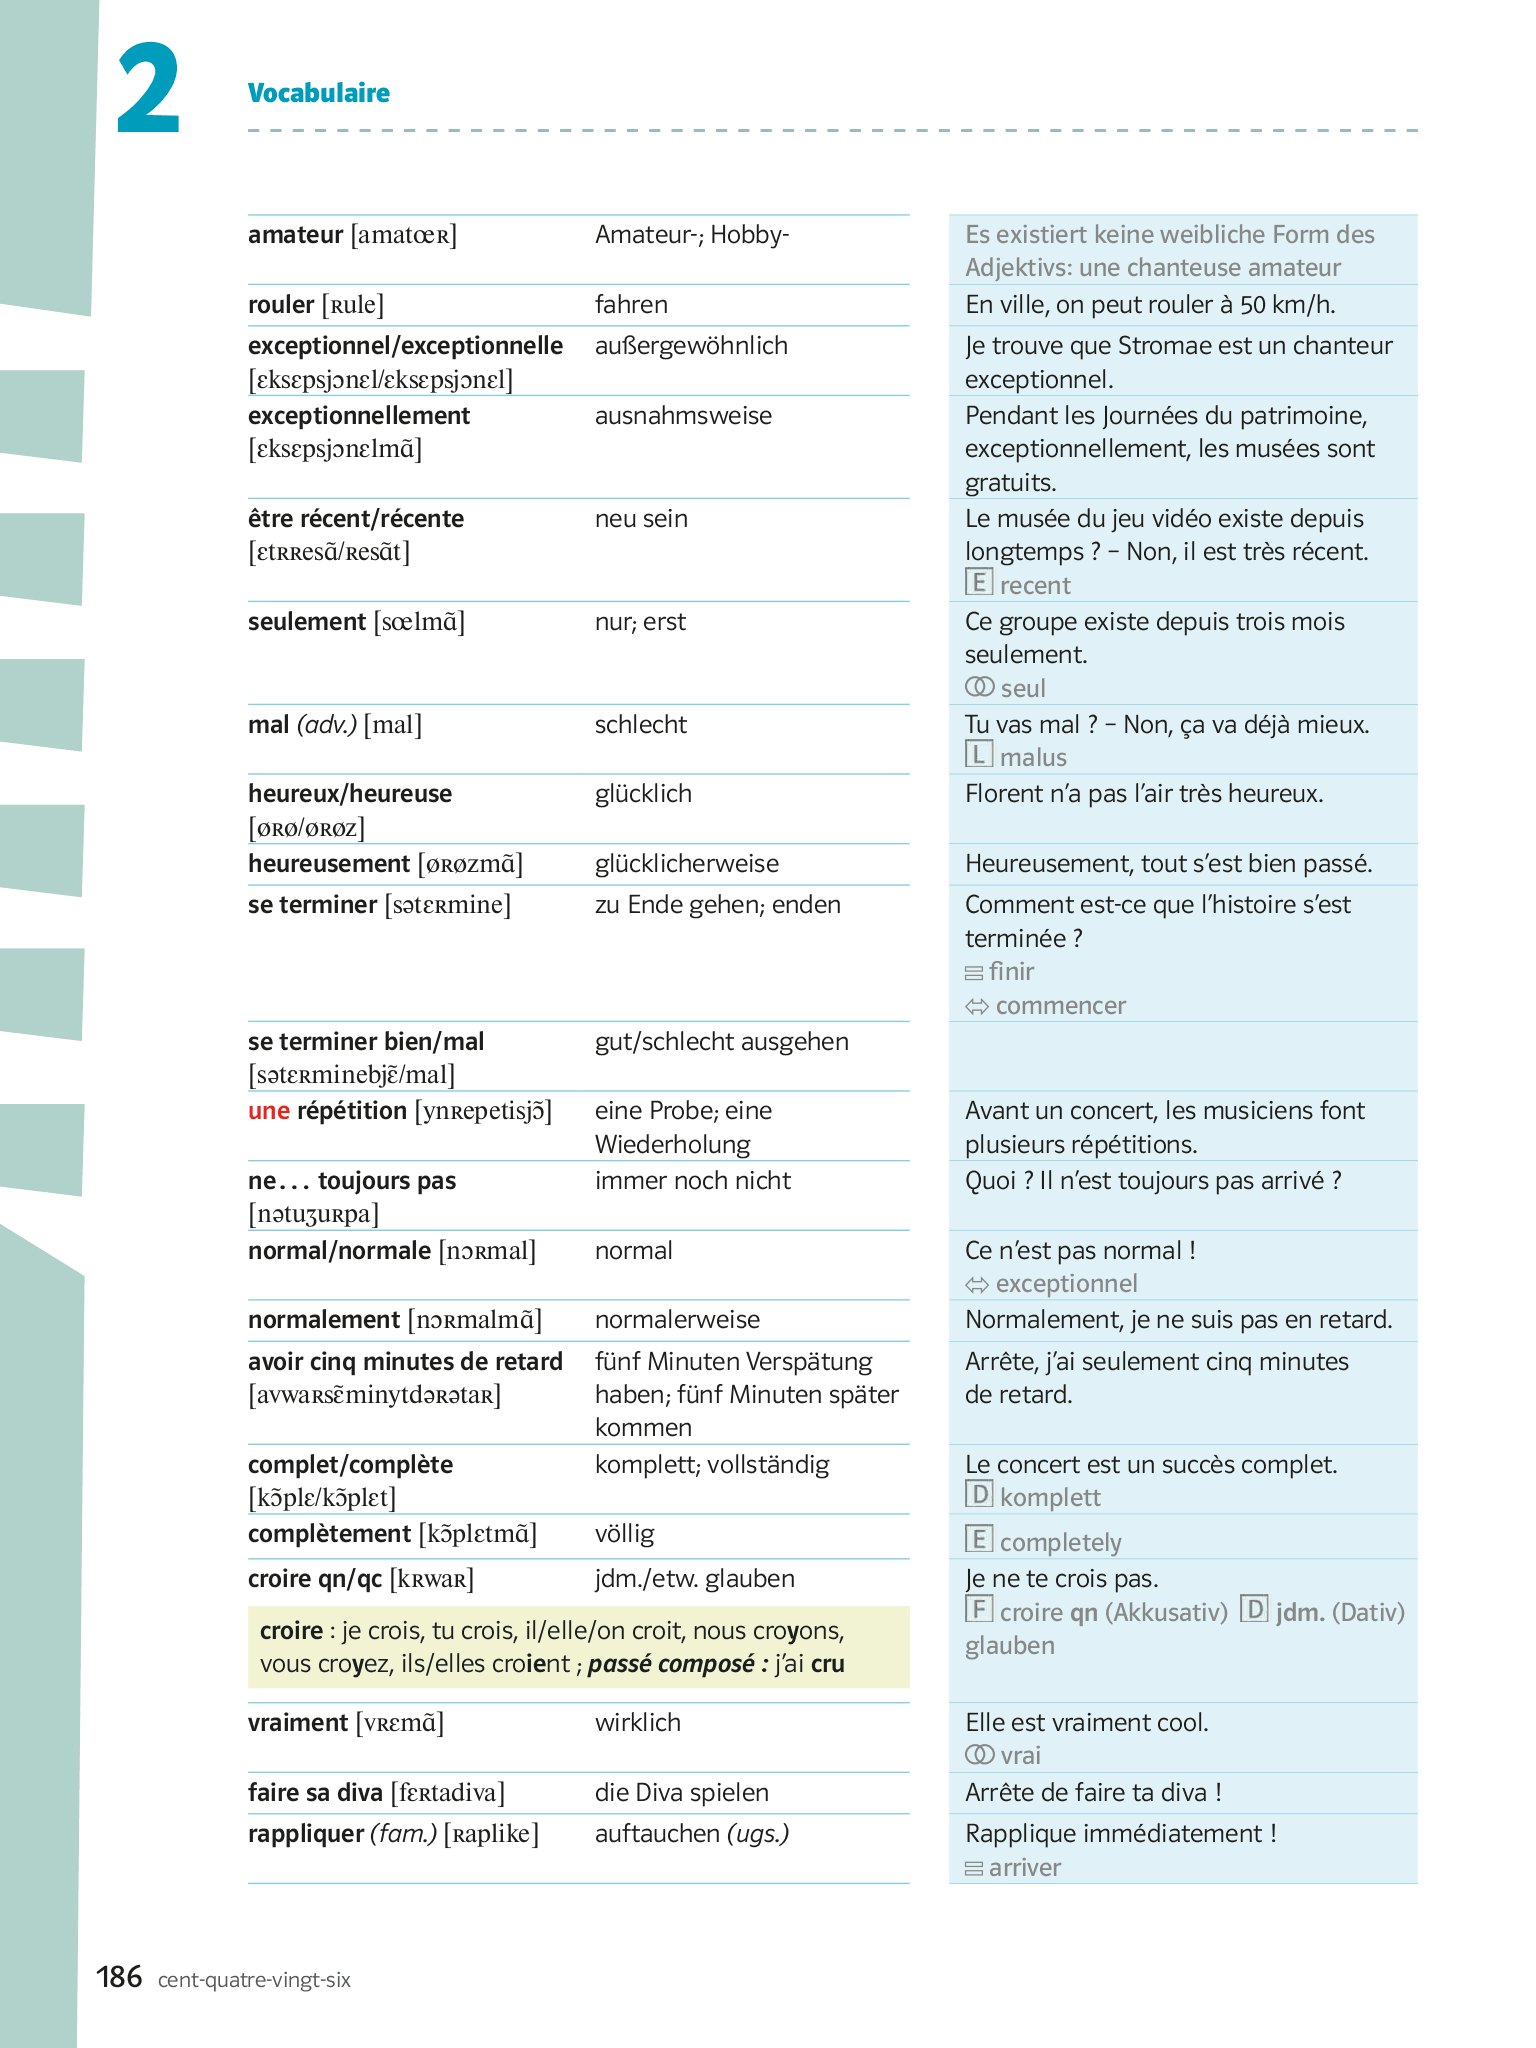 2
Vocabulaire
amateur [amatœʀ] Amateur-; Hobby- Es existiert keine weibliche Form des
Adjektivs: une chanteuse amateur
rouler [ʀule] fahren En ville, on peut rouler à 50 km/h.
exceptionnel/exceptionnelle außergewöhnlich Je trouve que Stromae est un chanteur
[ɛksɛpsjɔnɛl/ɛksɛpsjɔnɛl] exceptionnel.
exceptionnellement ausnahmsweise Pendant les Journées du patrimoine,
[ɛksɛpsjɔnɛlmɑ̃] exceptionnellement, les musées sont
gratuits.
être récent/récente neu sein Le musée du jeu vidéo existe depuis
[ɛtʀʀesɑ̃/ʀesɑ̃t] longtemps ? – Non, il est très récent.
E recent
seulement [sœlmɑ̃] nur; erst Ce groupe existe depuis trois mois
seulement.
seul
mal (adv.) [mal] schlecht Tu vas mal ? – Non, ça va déjà mieux.
L malus
heureux/heureuse glücklich Florent n’a pas l’air très heureux.
[øʀø/øʀøz]
heureusement [øʀøzmɑ̃] glücklicherweise Heureusement, tout s’est bien passé.
se terminer [sətɛʀmine] zu Ende gehen; enden Comment est-ce que l’histoire s’est
terminée ?
= finir
⇔ commencer
se terminer bien/mal gut/schlecht ausgehen
[sətɛʀminebjɛ̃/mal]
une répétition [ynʀepetisjɔ̃] eine Probe; eine Avant un concert, les musiciens font
Wiederholung plusieurs répétitions.
ne… toujours pas immer noch nicht Quoi ? Il n’est toujours pas arrivé ?
[nətuʒuʀpa]
normal/normale [nɔʀmal] normal Ce n’est pas normal !
⇔ exceptionnel
normalement [nɔʀmalmɑ̃] normalerweise Normalement, je ne suis pas en retard.
avoir cinq minutes de retard fünf Minuten Verspätung Arrête, j’ai seulement cinq minutes
[avwaʀsɛ̃minytdəʀətaʀ] haben; fünf Minuten später de retard.
kommen
complet/complète komplett; vollständig Le concert est un succès complet.
[kɔ̃plɛ/kɔ̃plɛt] D komplett
complètement [kɔ̃plɛtmɑ̃] völlig E completely
croire qn/qc [kʀwaʀ] jdm./etw. glauben Je ne te crois pas.
F croire qn (Akkusativ) D jdm. (Dativ)
glauben
croire : je crois, tu crois, il/elle/on croit, nous croyons,
vous croyez, ils/elles croient ; passé composé : j’ai cru
vraiment [vʀɛmɑ̃] wirklich Elle est vraiment cool.
vrai
faire sa diva [fɛʀtadiva] die Diva spielen Arrête de faire ta diva !
rappliquer (fam.) [ʀaplike] auftauchen (ugs.) Rapplique immédiatement !
= arriver
186 cent-quatre-vingt-six